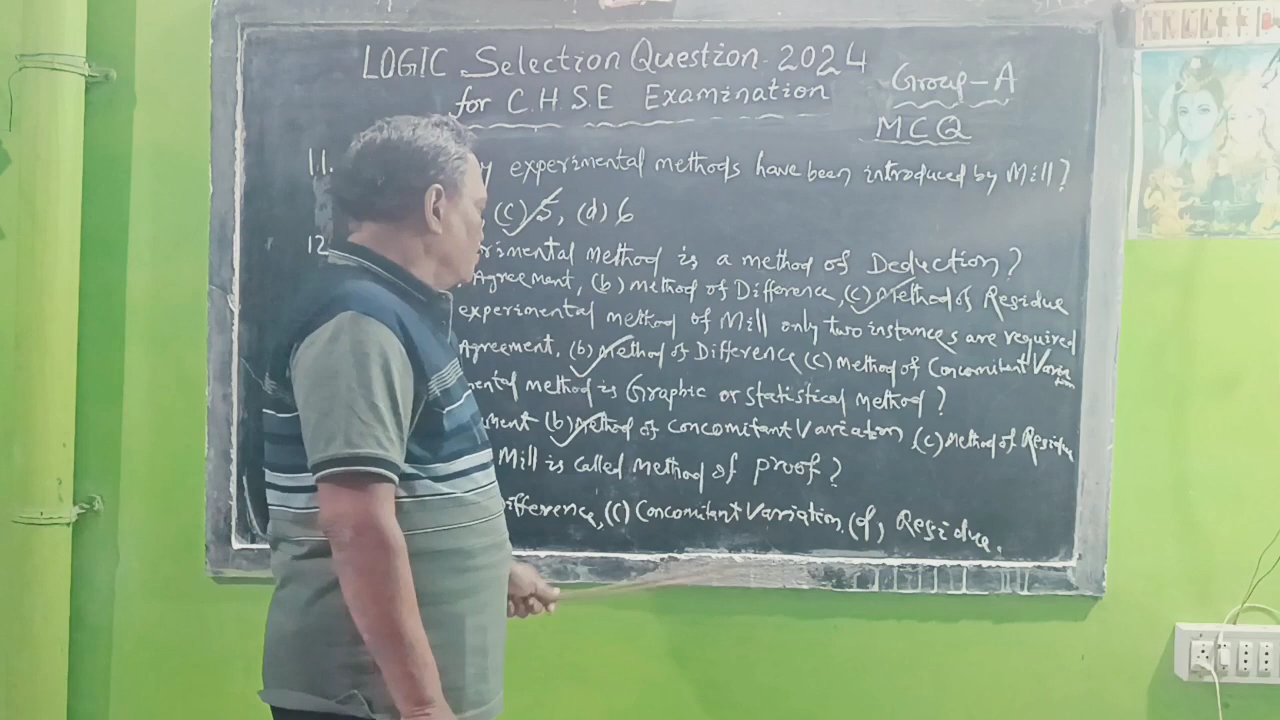 LOGIC Selection Question - 2024
for C.H.S.E Examination
Group - A
MCQ
11. y experimental methods have been introduced by Mill?
(c) 5, (d) 6
12 rimental method is a method of Deduction?
Agreement, (b) method of Difference, (c) Method of Residue
experimental method of Mill only two instances are required
Agreement, (b) Method of Difference (c) Method of Concomitant Variation
mental method is Graphic or statistical method?
ment (b) Method of concomitant Variation (c) Method of Residue
Mill is called Method of proof?
ifference, (c) Concomitant Variation, (d) Residue.